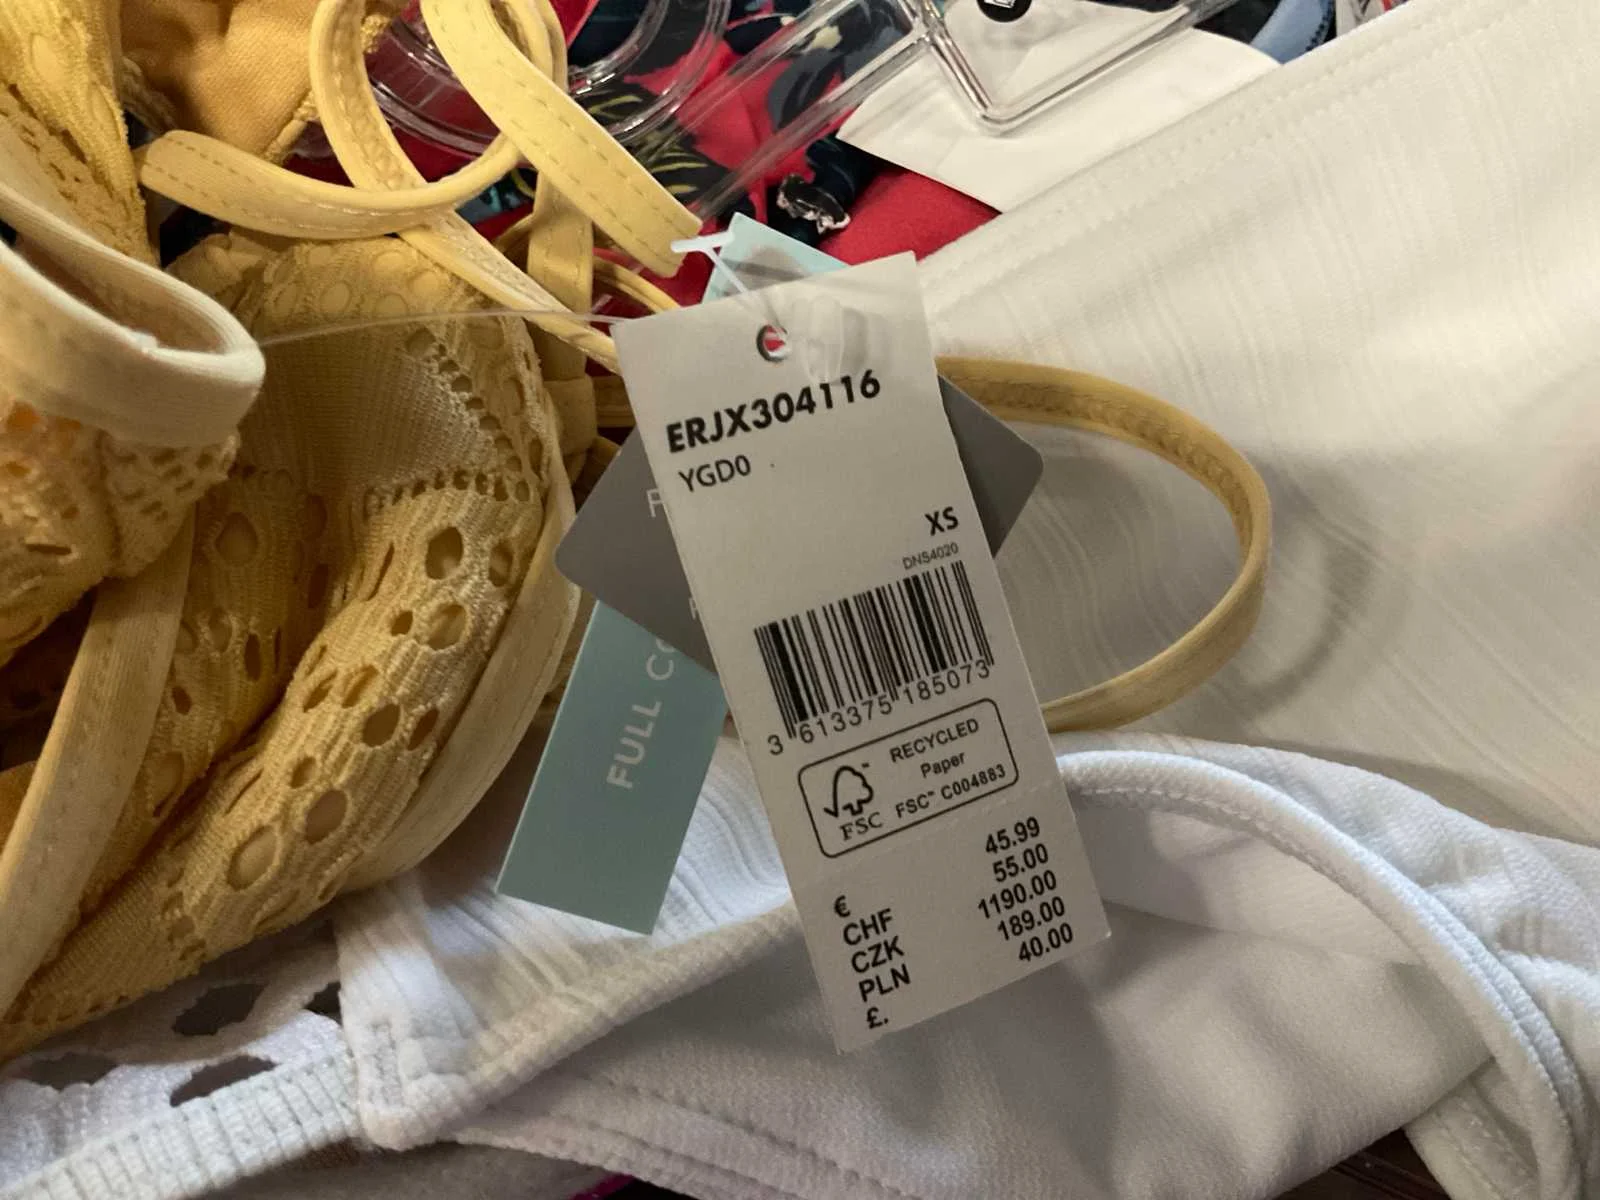 ERJX304116
YGD0
XS
DNS4020
3 613375 185073
RECYCLED
Paper
FSC™ C004883
FSC
€ 45.99
CHF 55.00
CZK 1190.00
PLN 189.00
£. 40.00
FULL